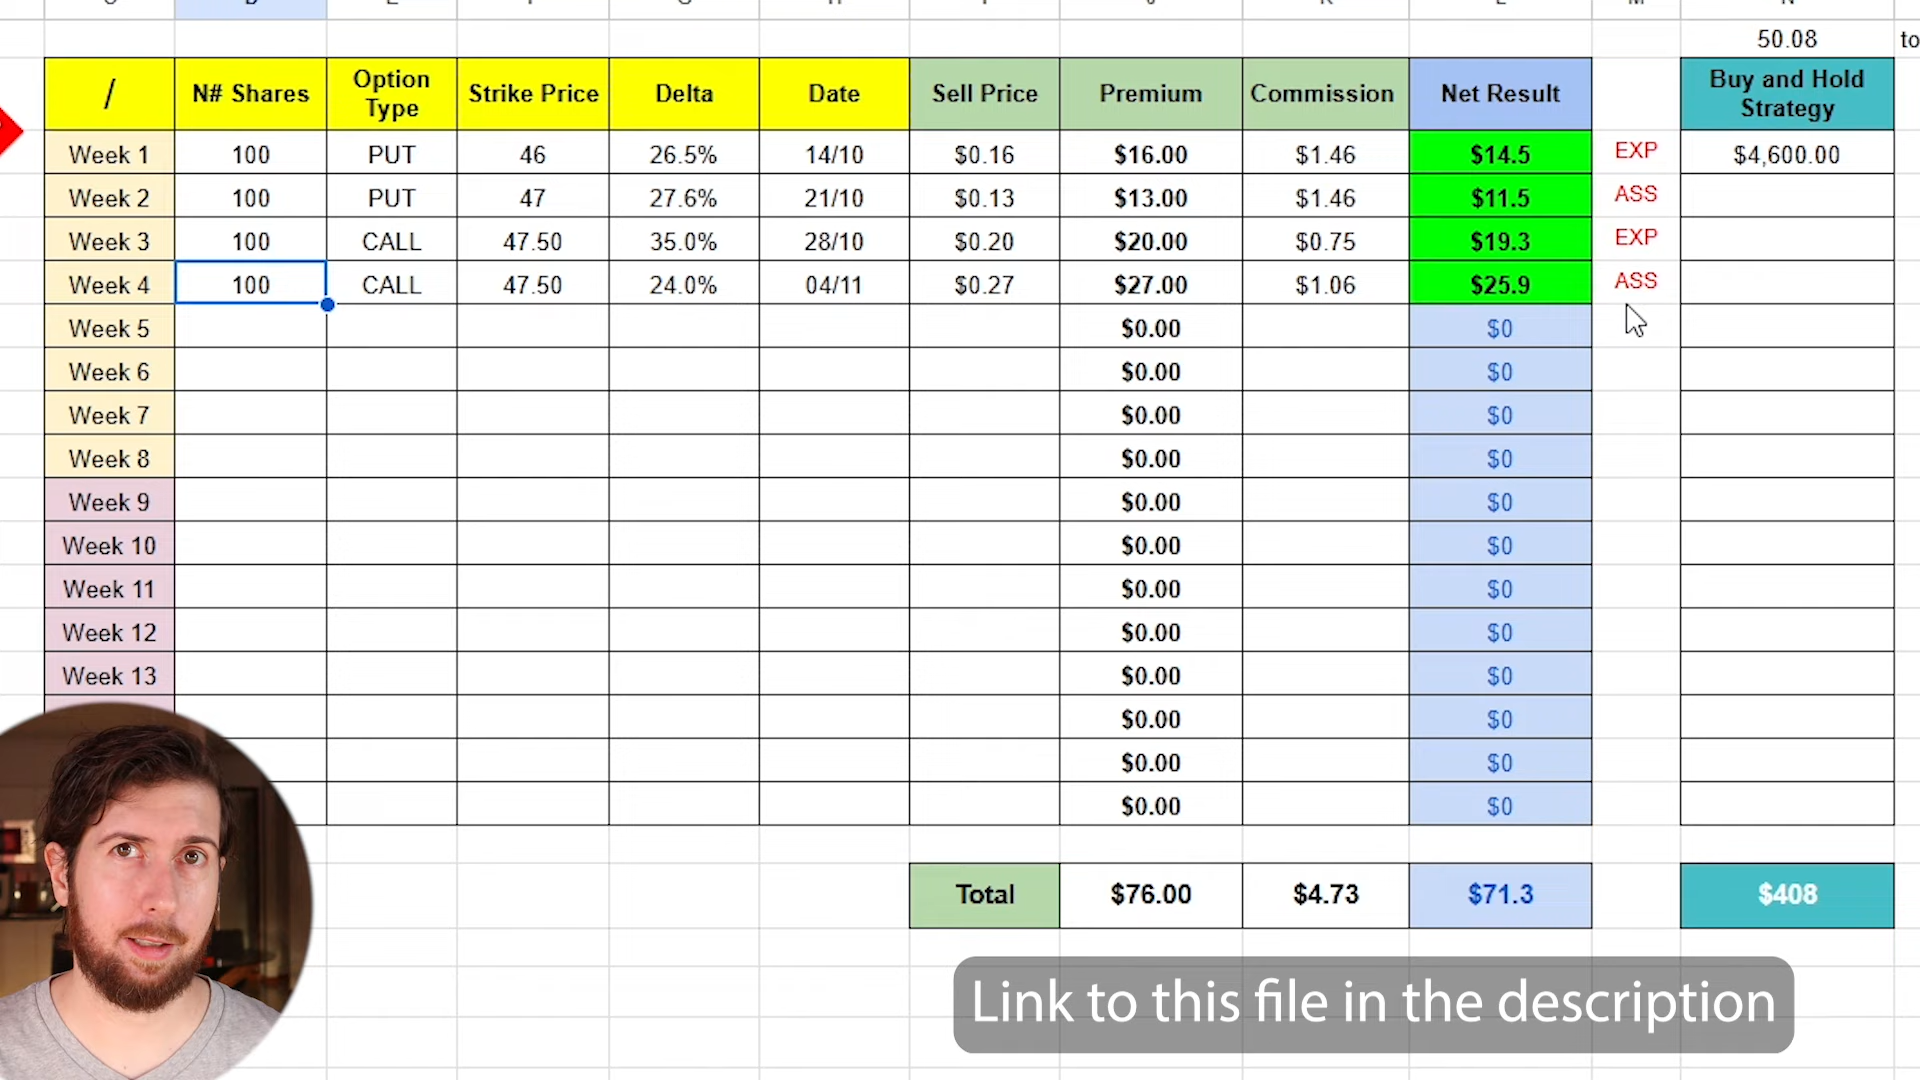 50.08 to
/ N# Shares Option Type Strike Price Delta Date Sell Price Premium Commission Net Result Buy and Hold Strategy
Week 1 100 PUT 46 26.5% 14/10 $0.16 $16.00 $1.46 $14.5 EXP $4,600.00
Week 2 100 PUT 47 27.6% 21/10 $0.13 $13.00 $1.46 $11.5 ASS
Week 3 100 CALL 47.50 35.0% 28/10 $0.20 $20.00 $0.75 $19.3 EXP
Week 4 100 CALL 47.50 24.0% 04/11 $0.27 $27.00 $1.06 $25.9 ASS
Week 5 $0.00 $0
Week 6 $0.00 $0
Week 7 $0.00 $0
Week 8 $0.00 $0
Week 9 $0.00 $0
Week 10 $0.00 $0
Week 11 $0.00 $0
Week 12 $0.00 $0
Week 13 $0.00 $0
$0.00 $0
$0.00 $0
$0.00 $0
Total $76.00 $4.73 $71.3 $408
Link to this file in the description